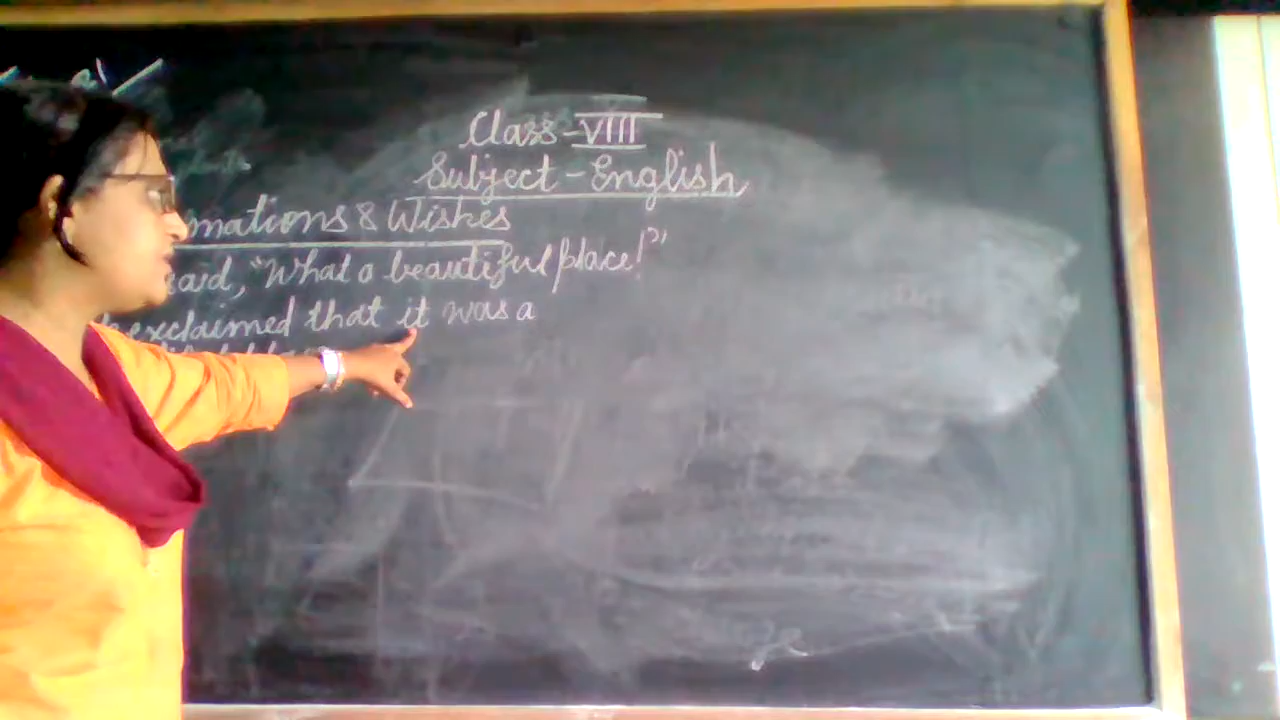 Class - VIII
Subject - English
mations & Wishes
said, "What a beautiful place!"
exclaimed that it was a